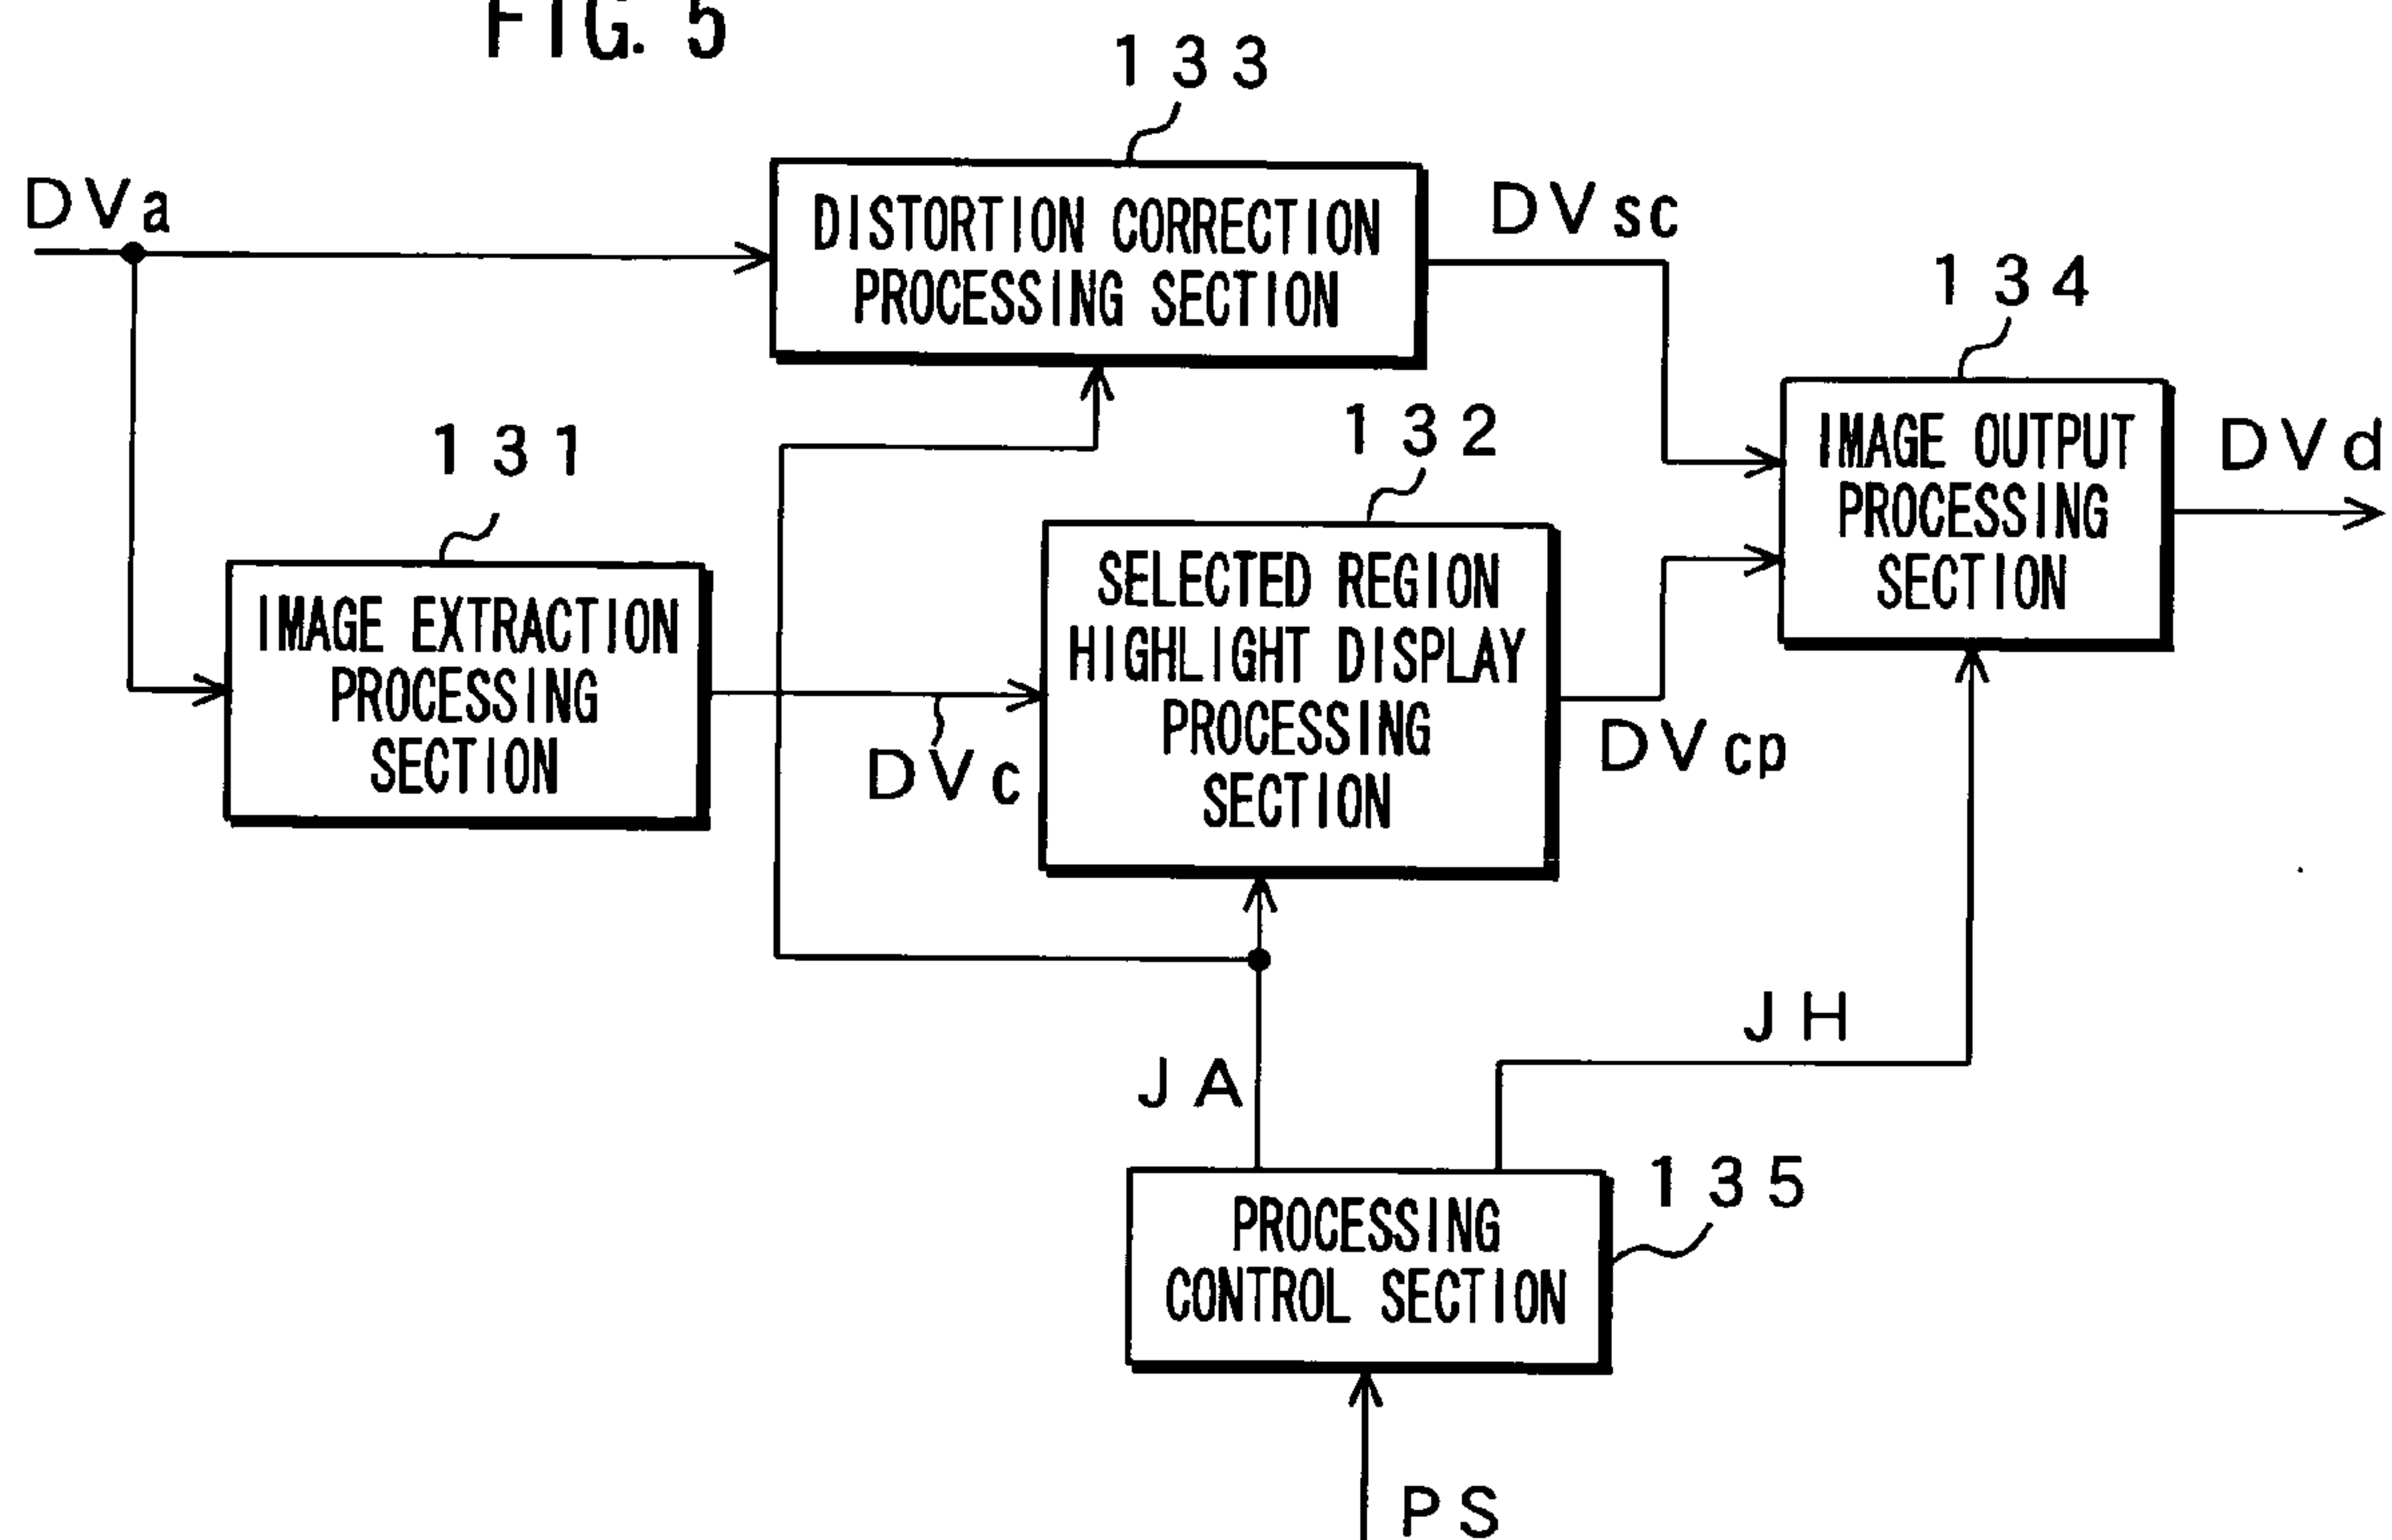 FIG. 5
133
DVa
DISTORTION CORRECTION
PROCESSING SECTION
DVsc
134
131
132
IMAGE OUTPUT
PROCESSING
SECTION
DVd
IMAGE EXTRACTION
PROCESSING
SECTION
SELECTED REGION
HIGHLIGHT DISPLAY
PROCESSING
SECTION
DVc
DVcp
JH
JA
135
PROCESSING
CONTROL SECTION
PS